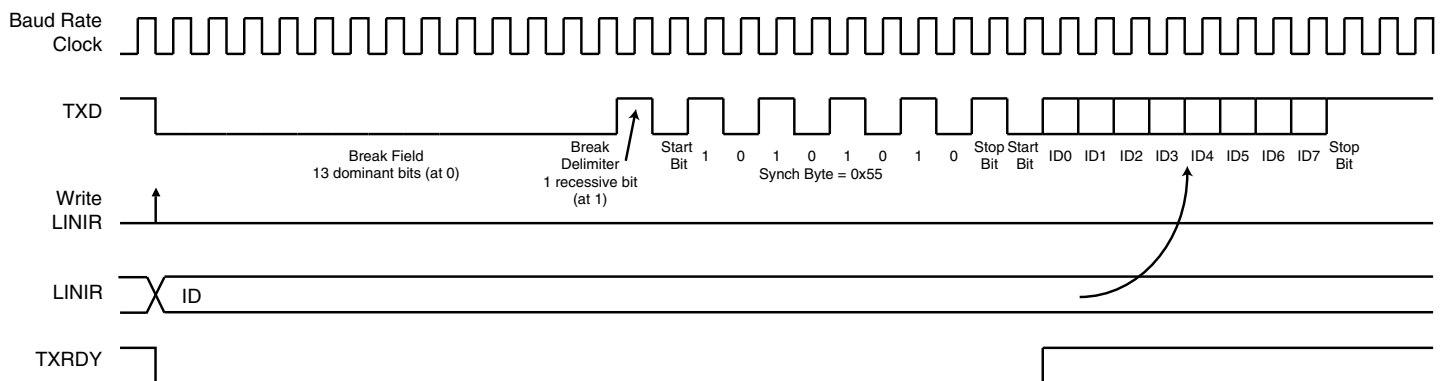 Baud Rate
Clock
TXD
Break Field
13 dominant bits (at 0)
Break
Delimiter
1 recessive bit
(at 1)
Start
Bit
1 0 1 0 1 0 1 0
Synch Byte = 0x55
Stop
Bit
Start
Bit
ID0 ID1 ID2 ID3 ID4 ID5 ID6 ID7
Stop
Bit
Write
LINIR
LINIR
ID
TXRDY